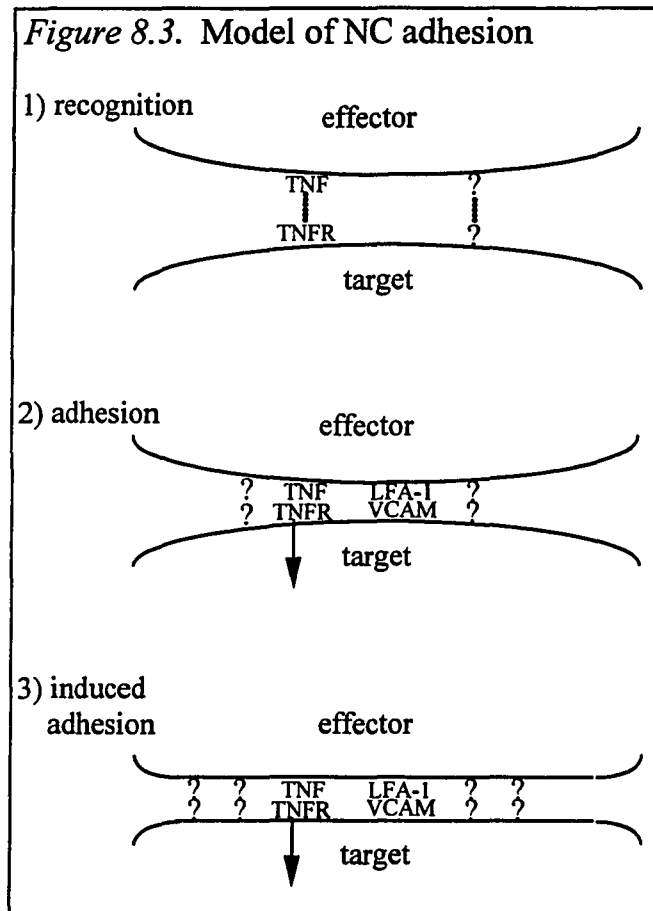 Figure 8.3. Model of NC adhesion
1) recognition
effector
TNF ?
TNFR ?
target
2) adhesion
effector
? TNF LFA-1 ?
? TNFR VCAM ?
target
3) induced
adhesion
effector
? ? TNF LFA-1 ? ?
? ? TNFR VCAM ? ?
target